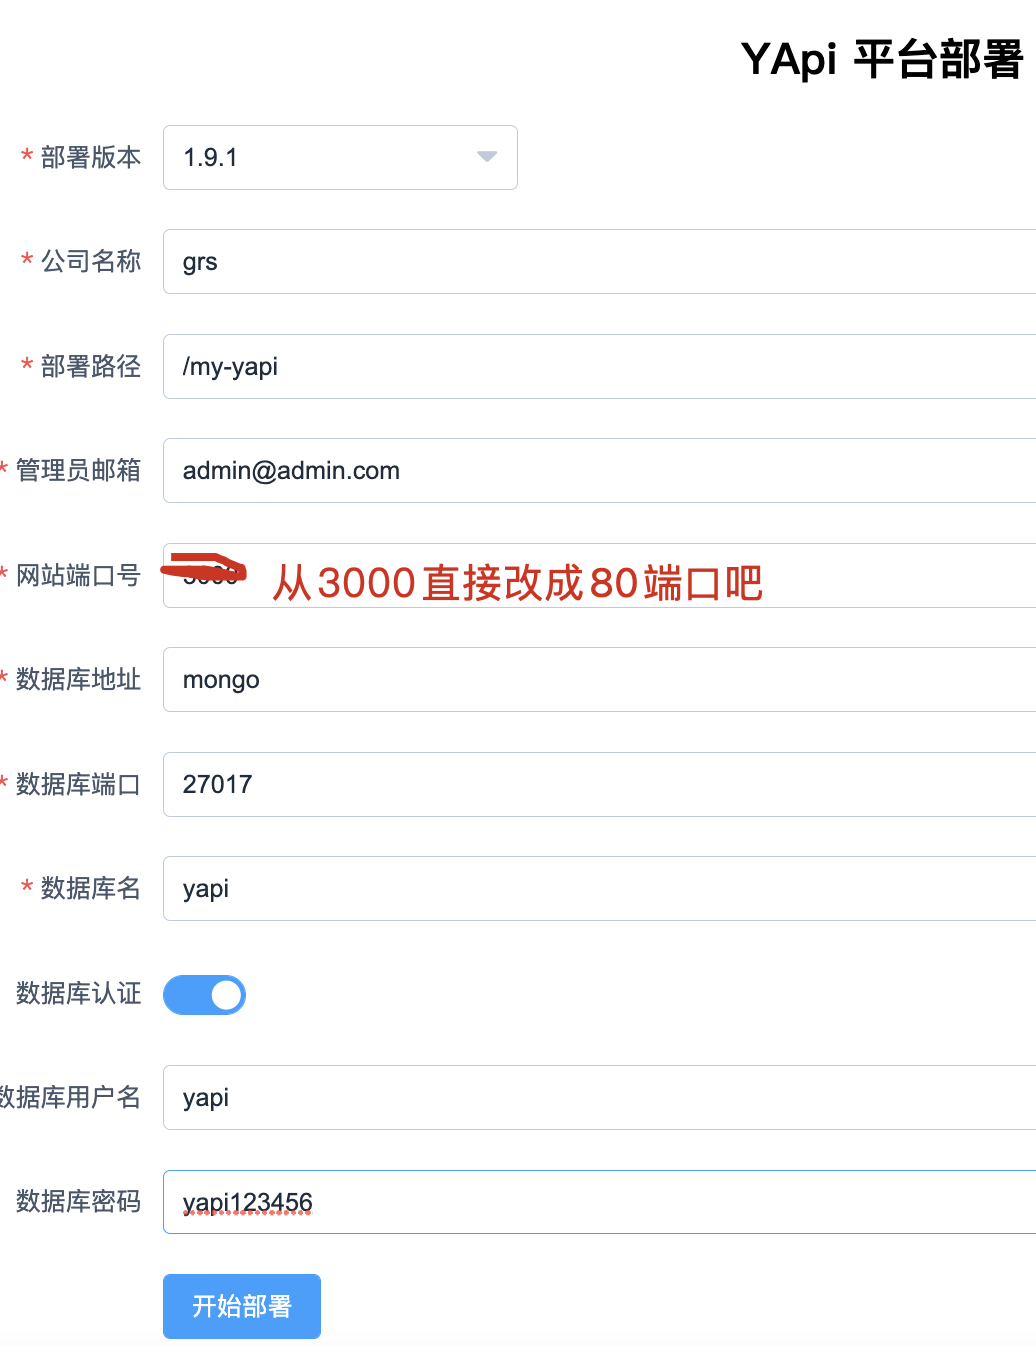 YApi 平台部署
* 部署版本 1.9.1
* 公司名称 grs
* 部署路径 /my-yapi
* 管理员邮箱 admin@admin.com
* 网站端口号 3000 从3000直接改成80端口吧
* 数据库地址 mongo
* 数据库端口 27017
* 数据库名 yapi
数据库认证
数据库用户名 yapi
数据库密码 yapi123456
开始部署